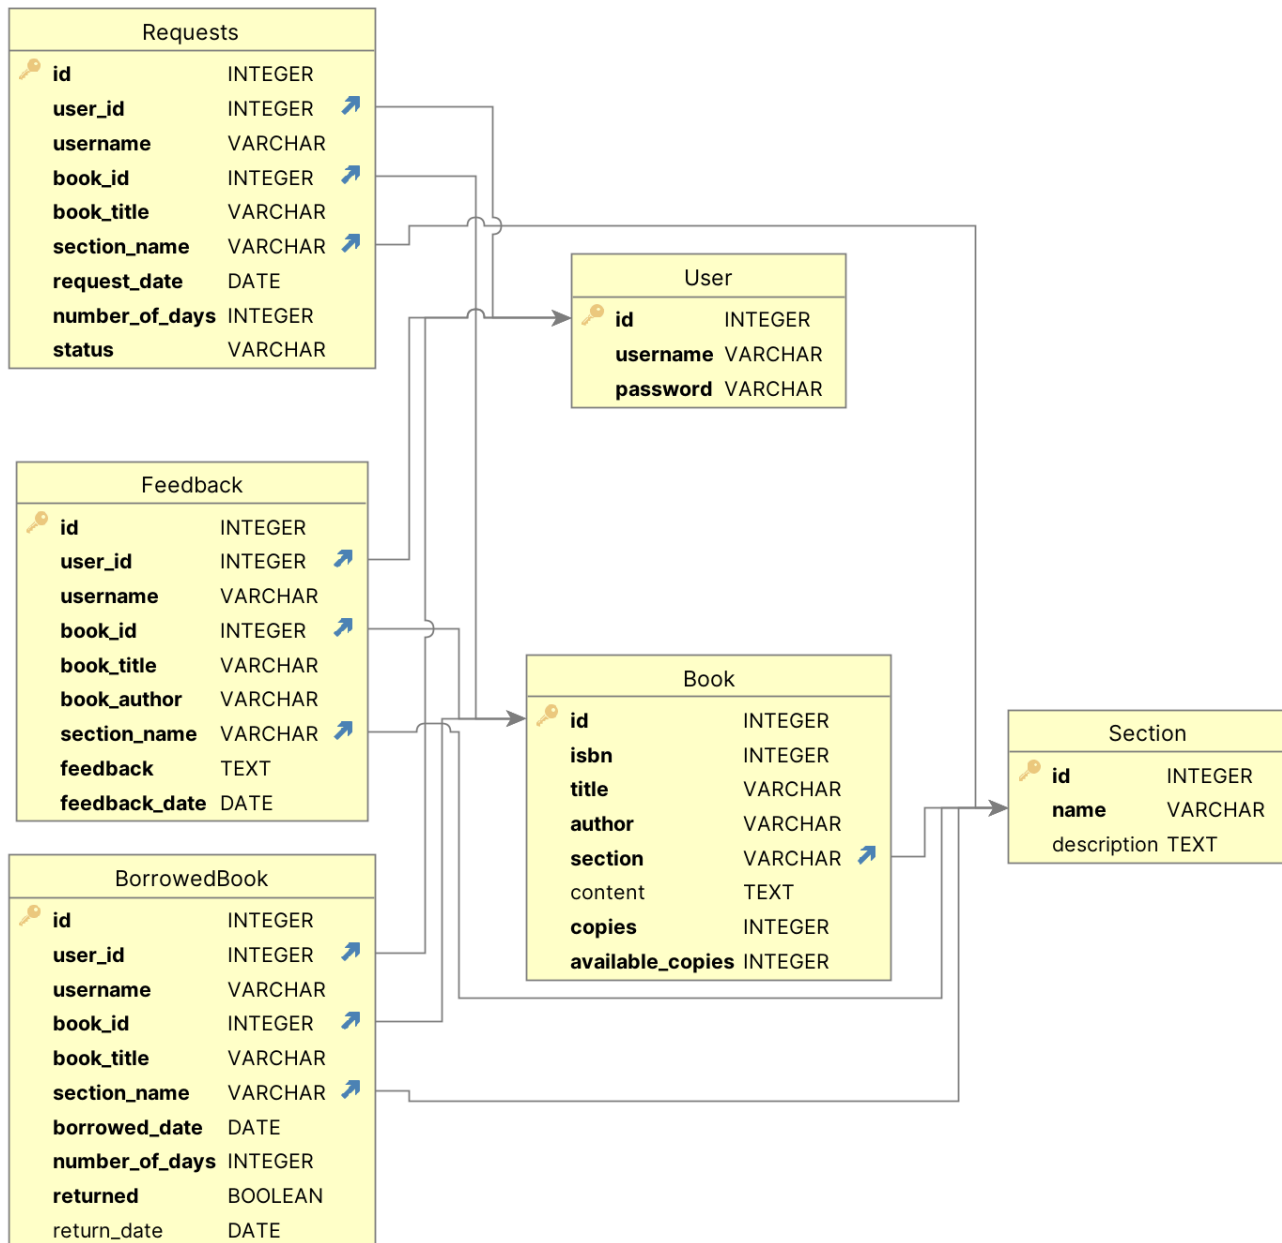 Requests
id INTEGER
user_id INTEGER
username VARCHAR
book_id INTEGER
book_title VARCHAR
section_name VARCHAR
request_date DATE
number_of_days INTEGER
status VARCHAR
User
id INTEGER
username VARCHAR
password VARCHAR
Feedback
id INTEGER
user_id INTEGER
username VARCHAR
book_id INTEGER
book_title VARCHAR
book_author VARCHAR
section_name VARCHAR
feedback TEXT
feedback_date DATE
Book
id INTEGER
isbn INTEGER
title VARCHAR
author VARCHAR
section VARCHAR
content TEXT
copies INTEGER
available_copies INTEGER
Section
id INTEGER
name VARCHAR
description TEXT
BorrowedBook
id INTEGER
user_id INTEGER
username VARCHAR
book_id INTEGER
book_title VARCHAR
section_name VARCHAR
borrowed_date DATE
number_of_days INTEGER
returned BOOLEAN
return_date DATE